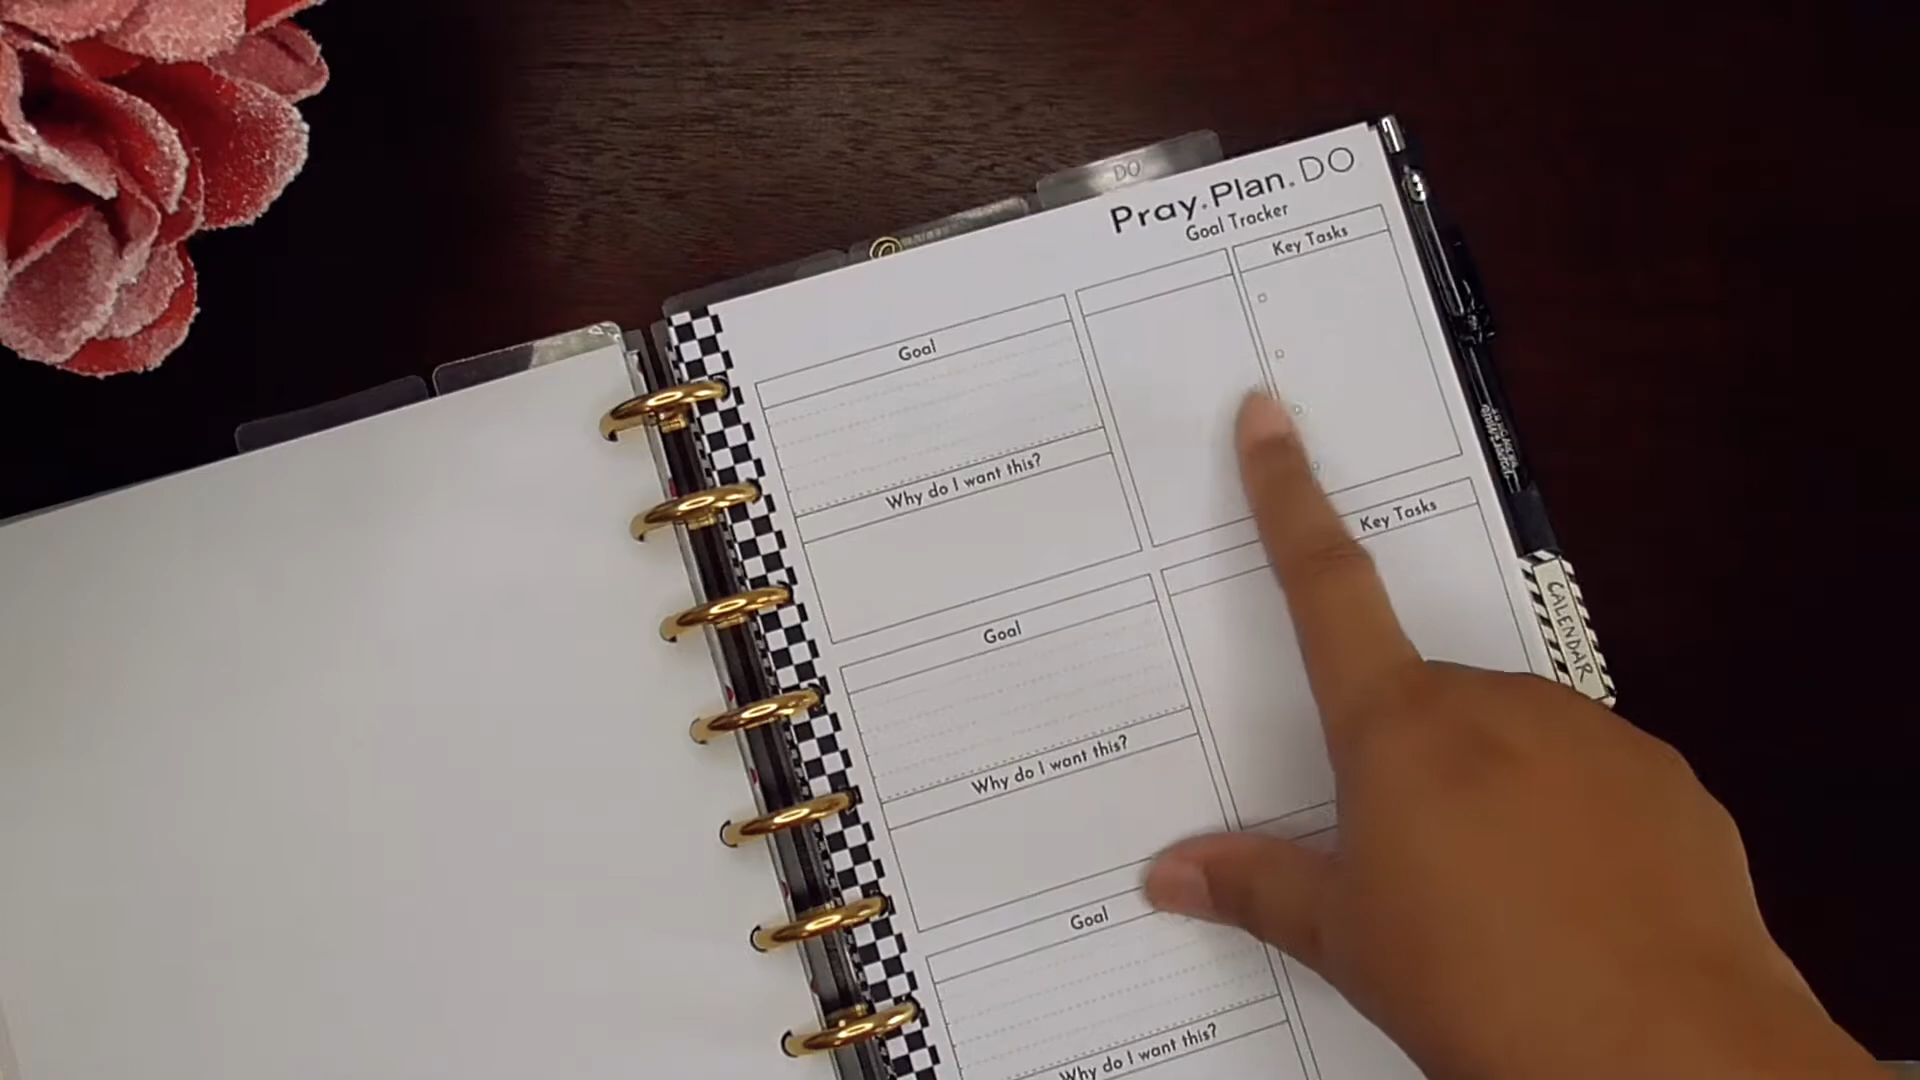 DO
Pray.Plan.DO
Goal Tracker
Key Tasks
Goal
Why do I want this?
Key Tasks
Goal
Why do I want this?
Goal
Why do I want this?
CALENDAR